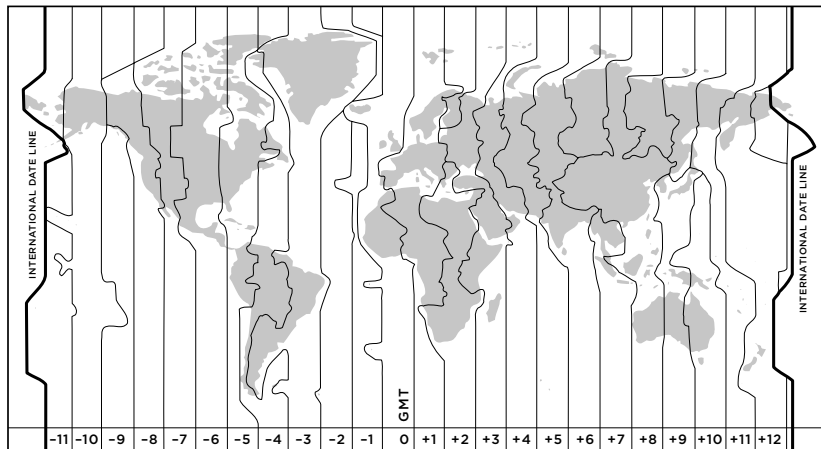 INTERNATIONAL DATE LINE
INTERNATIONAL DATE LINE
GMT
−11 −10 −9 −8 −7 −6 −5 −4 −3 −2 −1 0 +1 +2 +3 +4 +5 +6 +7 +8 +9 +10 +11 +12